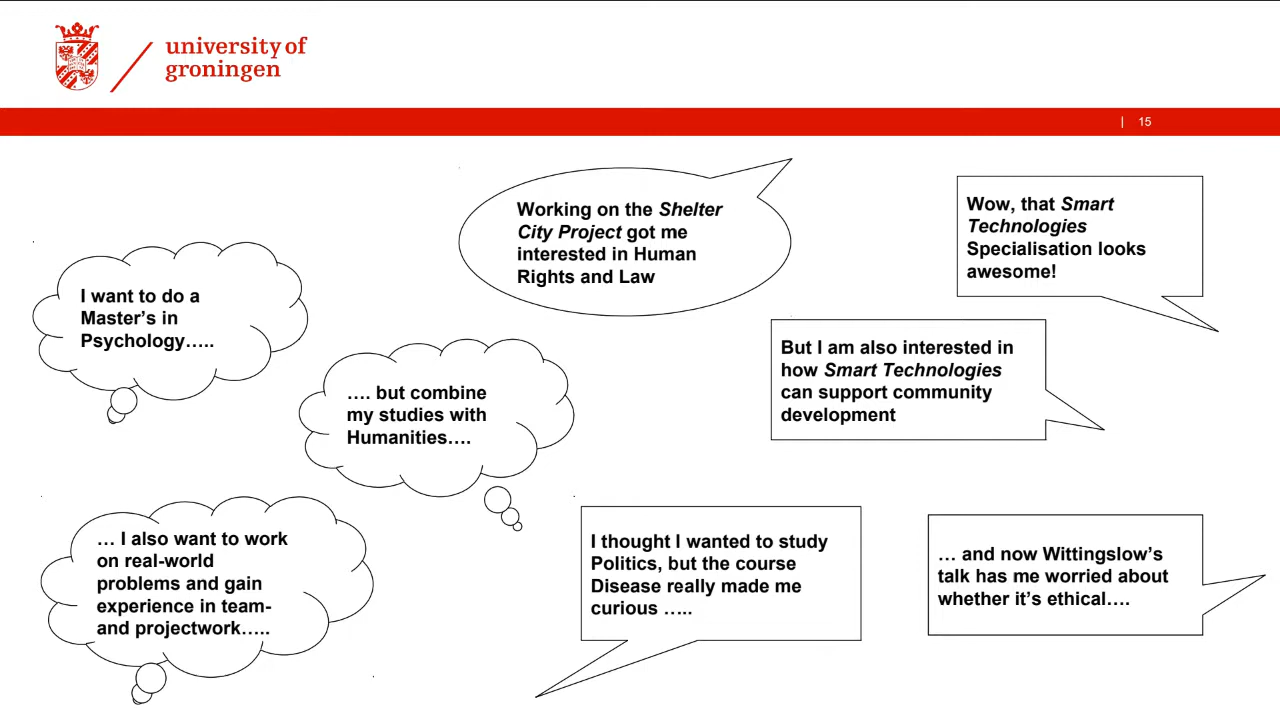 university of
groningen
| 15
Working on the Shelter
City Project got me
interested in Human
Rights and Law
Wow, that Smart
Technologies
Specialisation looks
awesome!
I want to do a
Master’s in
Psychology…..
But I am also interested in
how Smart Technologies
can support community
development
…. but combine
my studies with
Humanities….
… I also want to work
on real-world
problems and gain
experience in team-
and projectwork…..
I thought I wanted to study
Politics, but the course
Disease really made me
curious …..
… and now Wittingslow’s
talk has me worried about
whether it’s ethical….